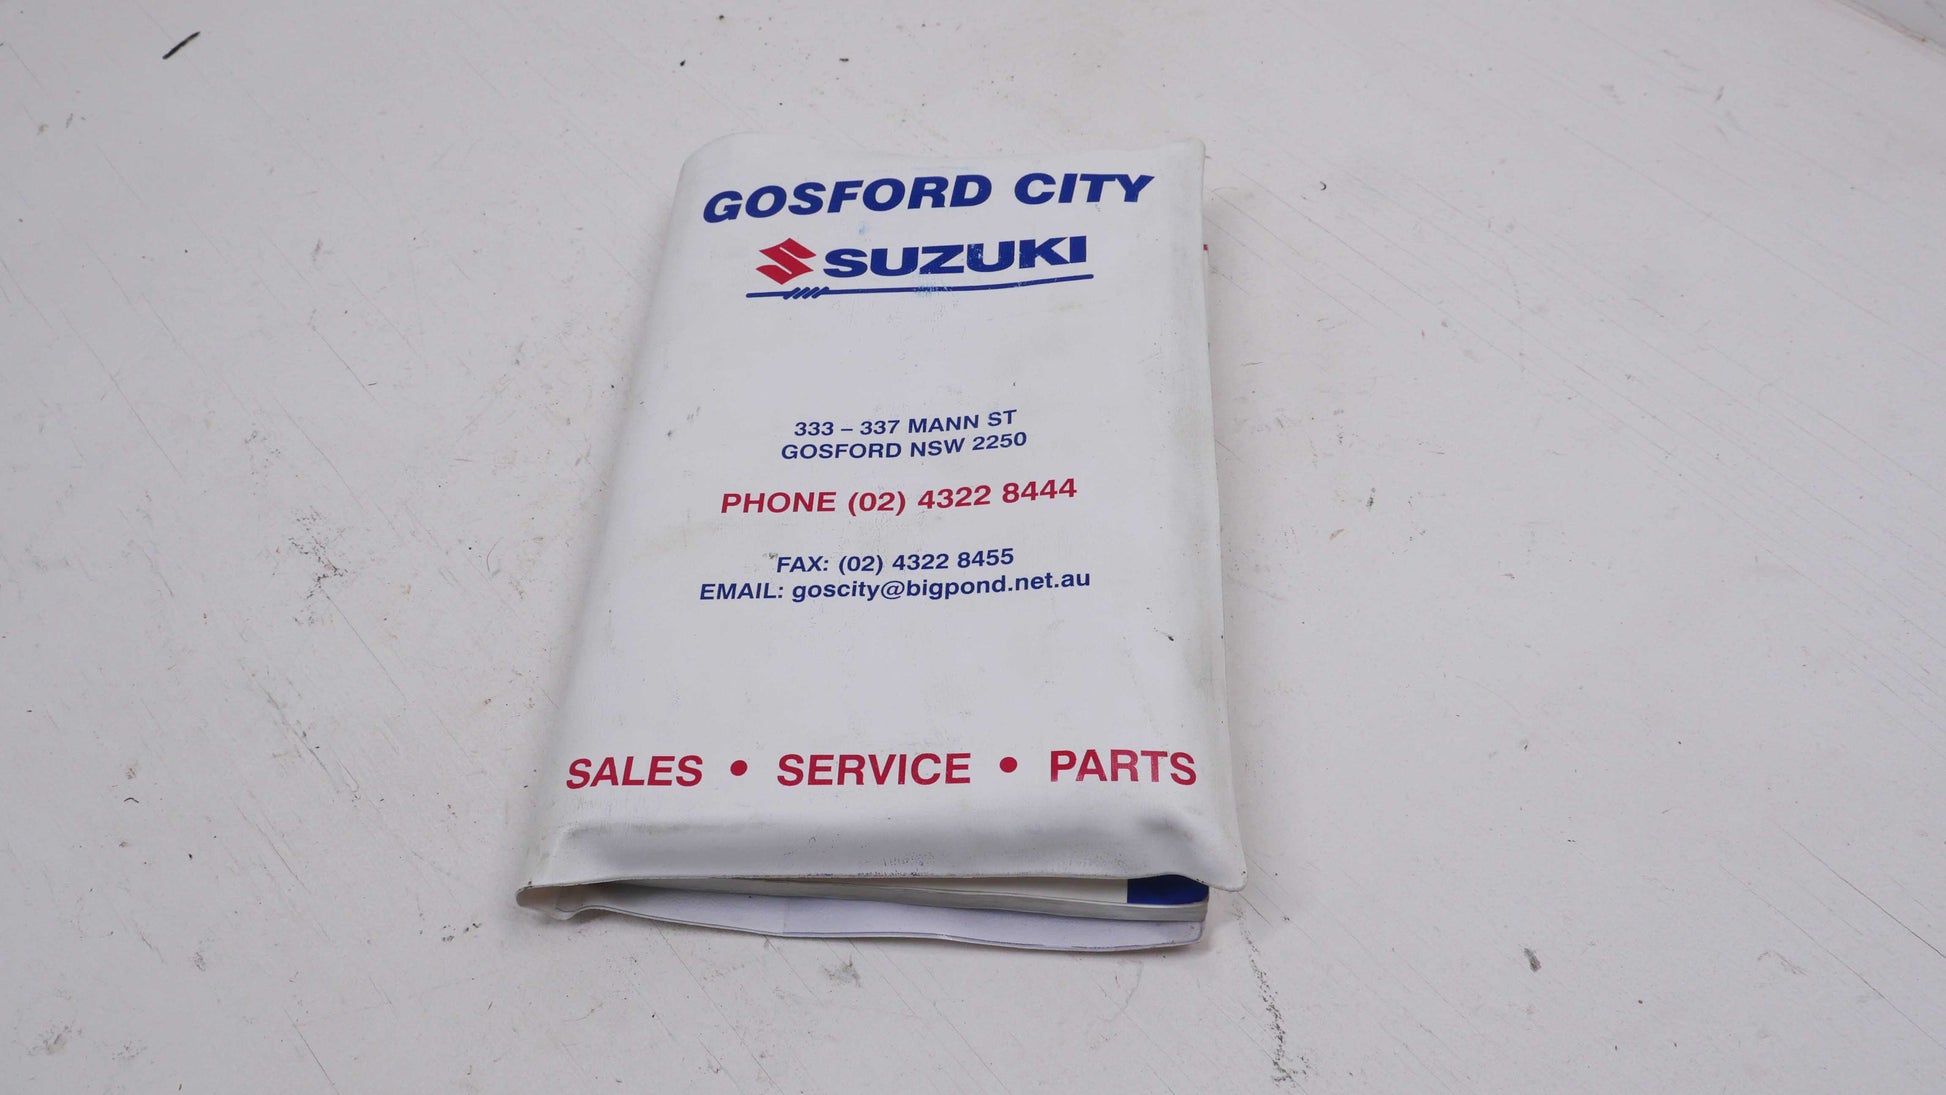 GOSFORD CITY
SUZUKI
333 – 337 MANN ST
GOSFORD NSW 2250
PHONE (02) 4322 8444
FAX: (02) 4322 8455
EMAIL: goscity@bigpond.net.au
SALES • SERVICE • PARTS